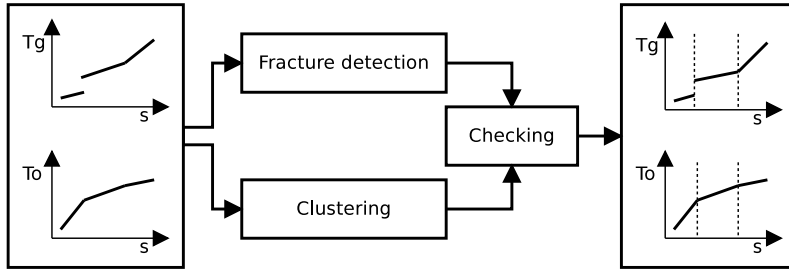 Tg
s
To
s
Fracture detection
Clustering
Checking
Tg
s
To
s